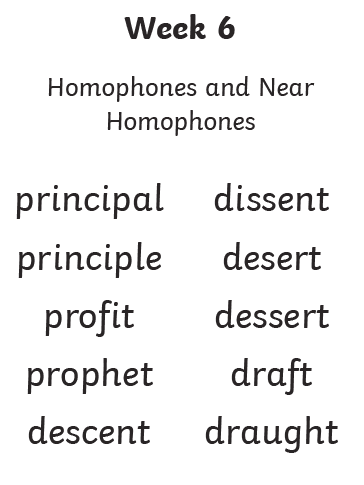 Week 6
Homophones and Near
Homophones
principal
principle
profit
prophet
descent
dissent
desert
dessert
draft
draught